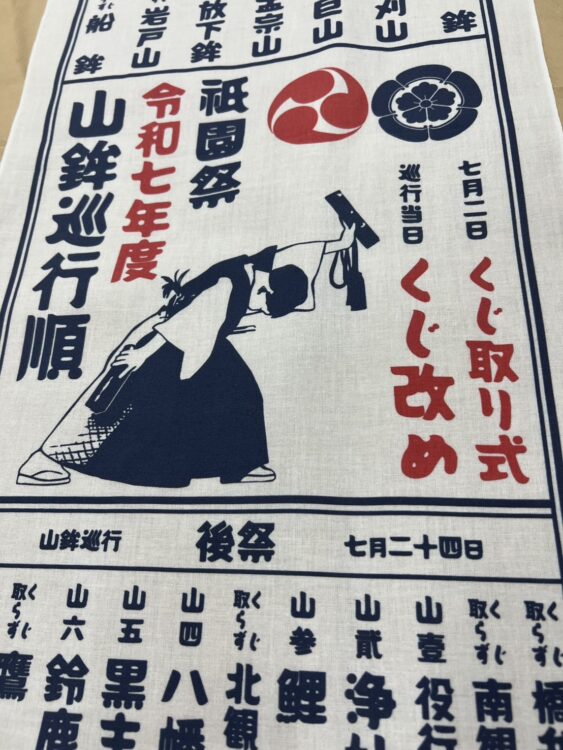 鉾
刈山
山
宗山
放下鉾
岩戸山
船鉾
七月二日
くじ取り式
巡行当日
くじ改め
祇園祭
令和七年度
山鉾巡行順
山鉾巡行 後祭 七月二十四日
くじ取らず
橋
くじ取らず
南観
山壹
役行
山貮
浄
山参
鯉
くじ取らず
北観
山四
八幡
山五
黒主
山六
鈴鹿
くじ取らず
鷹